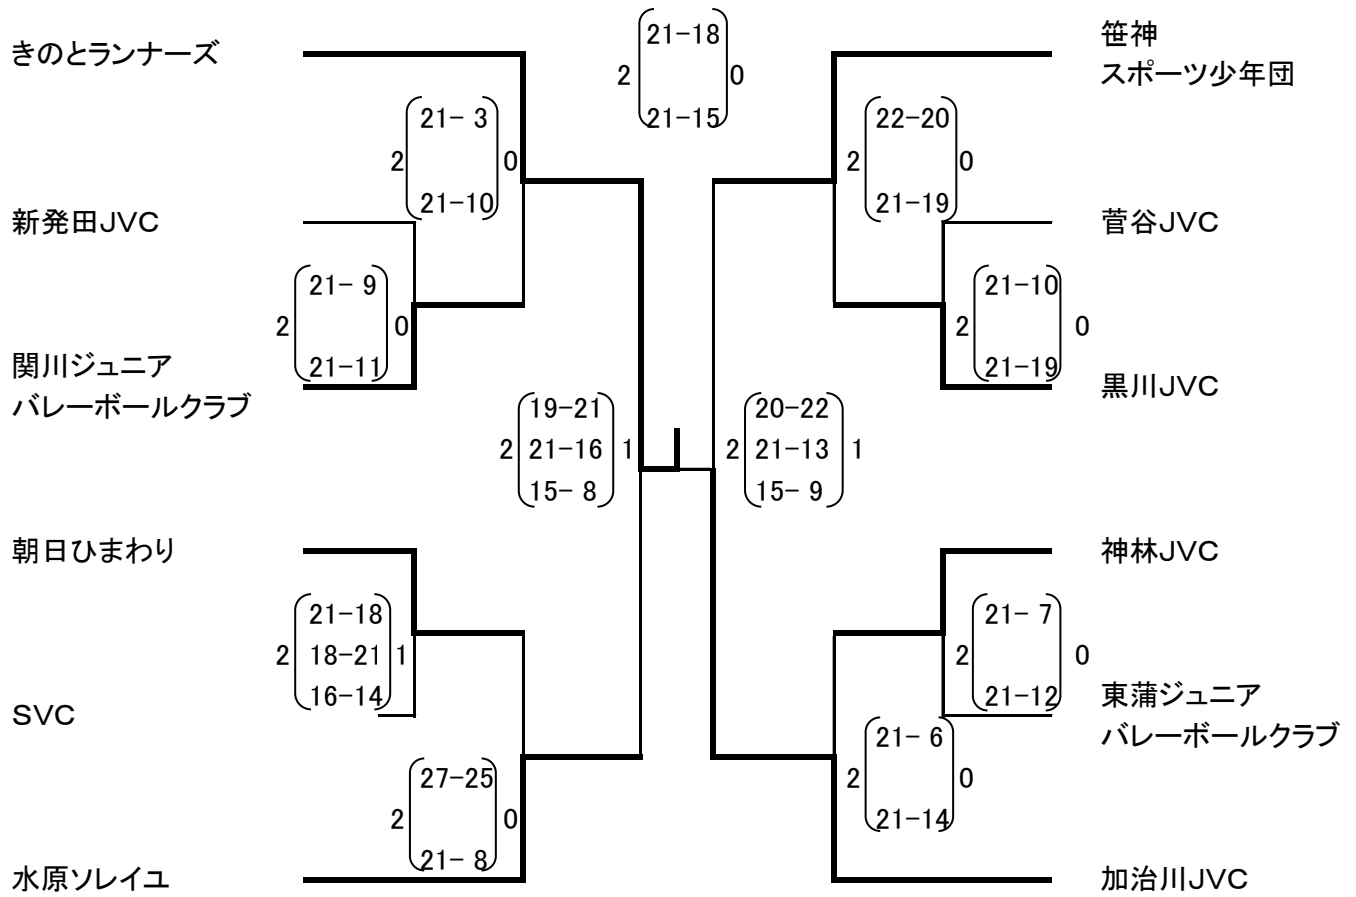 きのとランナーズ
21-18
2 0
21-15
笹神
スポーツ少年団
21- 3
2 0
21-10
22-20
2 0
21-19
新発田JVC
菅谷JVC
21- 9
2 0
21-11
21-10
2 0
21-19
関川ジュニア
バレーボールクラブ
黒川JVC
19-21
2 21-16 1
15- 8
20-22
2 21-13 1
15- 9
朝日ひまわり
神林JVC
21-18
2 18-21 1
16-14
21- 7
2 0
21-12
SVC
東蒲ジュニア
バレーボールクラブ
27-25
2 0
21- 8
21- 6
2 0
21-14
水原ソレイユ
加治川JVC